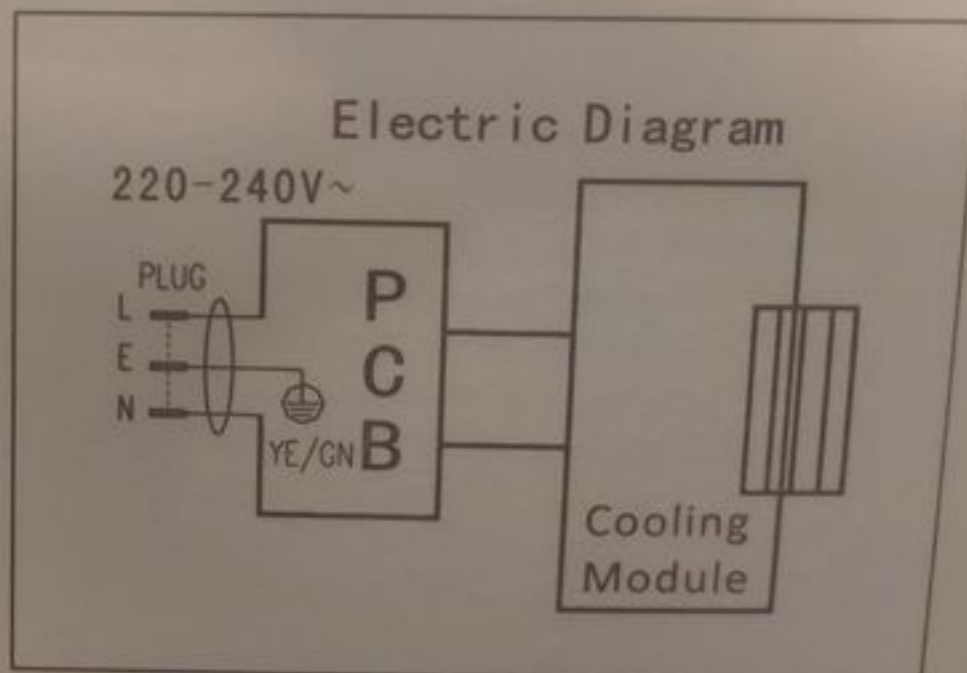 Electric Diagram
220-240V~
PLUG
L
E
N
YE/GN
P
C
B
Cooling
Module